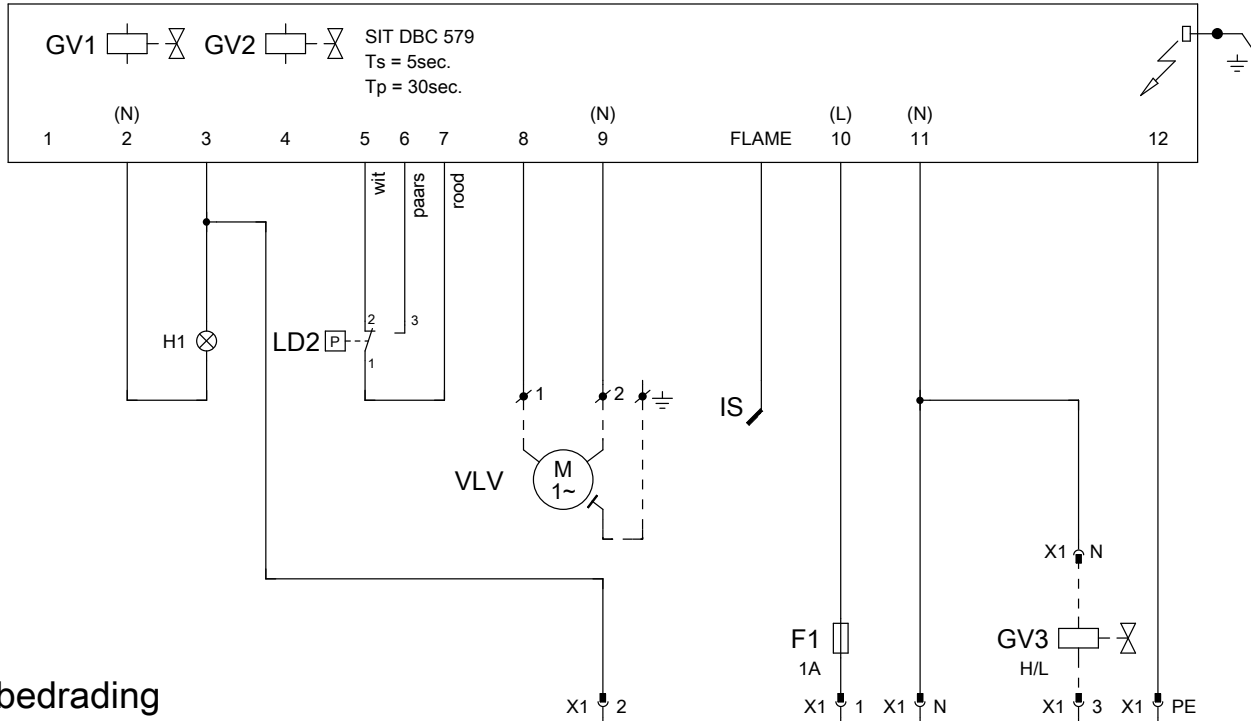 GV1 GV2 SIT DBC 579
Ts = 5sec.
Tp = 30sec.
(N) (N) (L) (N)
1 2 3 4 5 6 7 8 9 FLAME 10 11 12
wit
paars
rood
2 3
H1 LD2 P
1
1 2
IS
VLV M
1~
X1 N
F1 GV3
1A H/L
bedrading X1 2 X1 1 X1 N X1 3 X1 PE